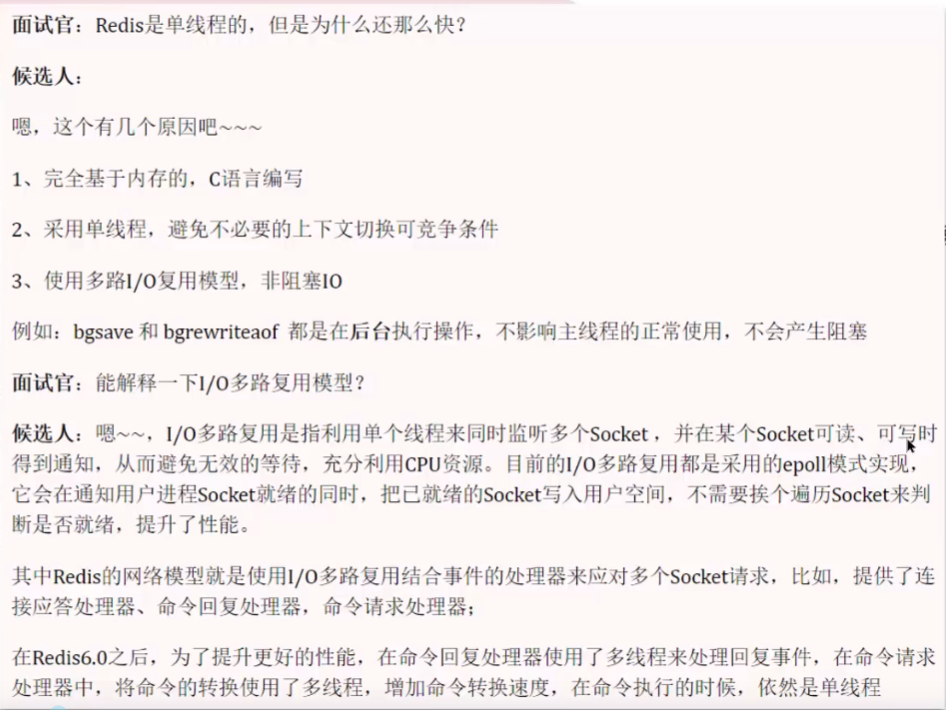 面试官：Redis是单线程的，但是为什么还那么快？
候选人：
嗯，这个有几个原因吧~~~
1、完全基于内存的，C语言编写
2、采用单线程，避免不必要的上下文切换可竞争条件
3、使用多路I/O复用模型，非阻塞IO
例如：bgsave 和 bgrewriteaof 都是在后台执行操作，不影响主线程的正常使用，不会产生阻塞
面试官：能解释一下I/O多路复用模型？
候选人：嗯~~，I/O多路复用是指利用单个线程来同时监听多个Socket ，并在某个Socket可读、可写时
得到通知，从而避免无效的等待，充分利用CPU资源。目前的I/O多路复用都是采用的epoll模式实现，
它会在通知用户进程Socket就绪的同时，把已就绪的Socket写入用户空间，不需要挨个遍历Socket来判
断是否就绪，提升了性能。
其中Redis的网络模型就是使用I/O多路复用结合事件的处理器来应对多个Socket请求，比如，提供了连
接应答处理器、命令回复处理器，命令请求处理器；
在Redis6.0之后，为了提升更好的性能，在命令回复处理器使用了多线程来处理回复事件，在命令请求
处理器中，将命令的转换使用了多线程，增加命令转换速度，在命令执行的时候，依然是单线程